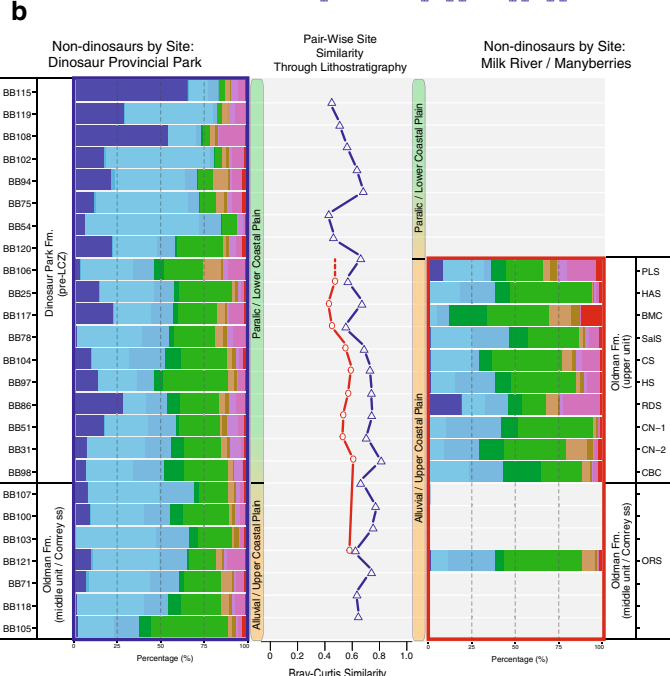 b
Non-dinosaurs by Site:
Dinosaur Provincial Park
Pair-Wise Site
Similarity
Through Lithostratigraphy
Non-dinosaurs by Site:
Milk River / Manyberries
BB115
BB119
BB108
BB102
BB94
BB75
BB54
BB120
BB106
BB25
BB117
BB78
BB104
BB97
BB86
BB51
BB31
BB98
BB107
BB100
BB103
BB121
BB71
BB118
BB105
Dinosaur Park Fm.
(pre-LCZ)
Oldman Fm.
(middle unit / Comrey ss)
Paralic / Lower Coastal Plain
Alluvial / Upper Coastal Plain
Paralic / Lower Coastal Plain
Alluvial / Upper Coastal Plain
Oldman Fm.
(upper unit)
Oldman Fm.
(middle unit / Comrey ss)
PLS
HAS
BMC
SalS
CS
HS
RDS
CN-1
CN-2
CBC
ORS
0 25 50 75 100
Percentage (%)
0 0.2 0.4 0.6 0.8 1.0
Bray-Curtis Similarity
0 25 50 75 100
Percentage (%)